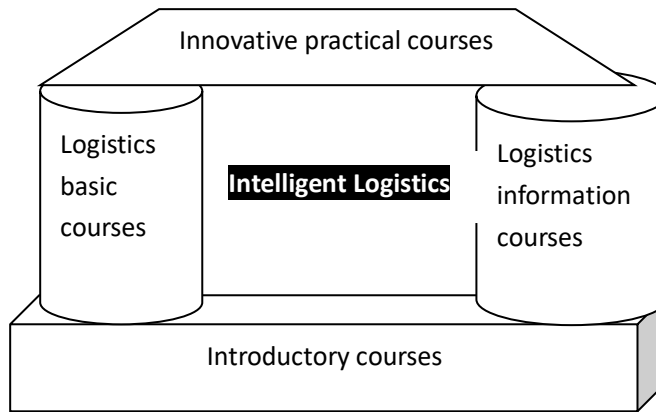 Innovative practical courses
Logistics
basic
courses
Intelligent Logistics
Logistics
information
courses
Introductory courses